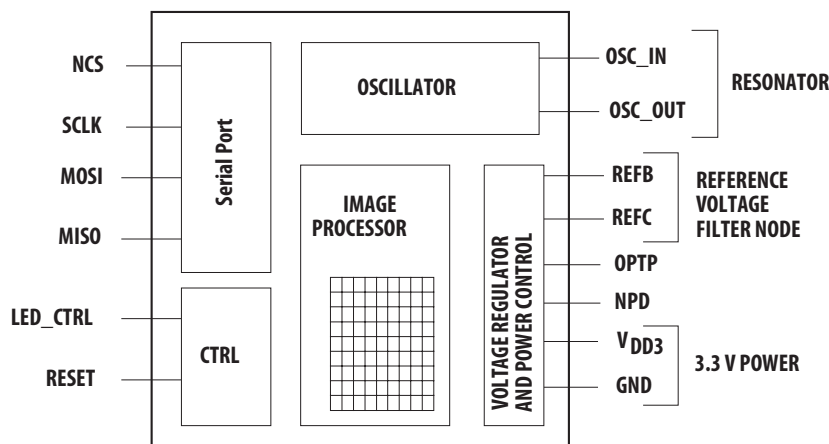 NCS
SCLK
MOSI
MISO
LED_CTRL
RESET
Serial Port
CTRL
OSCILLATOR
IMAGE
PROCESSOR
VOLTAGE REGULATOR
AND POWER CONTROL
OSC_IN
OSC_OUT
RESONATOR
REFB
REFC
REFERENCE
VOLTAGE
FILTER NODE
OPTP
NPD
VDD3
GND
3.3 V POWER